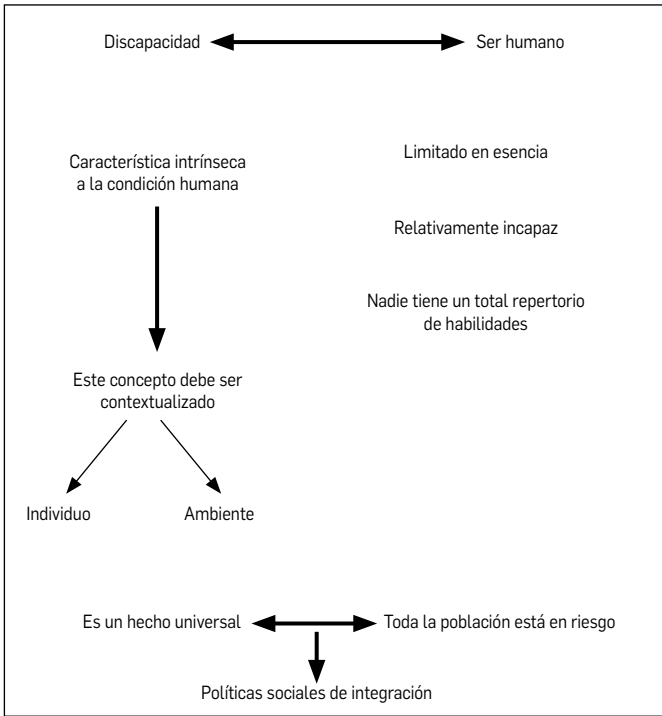 Discapacidad
Ser humano
Característica intrínseca
a la condición humana
Limitado en esencia
Relativamente incapaz
Nadie tiene un total repertorio
de habilidades
Este concepto debe ser
contextualizado
Individuo
Ambiente
Es un hecho universal
Toda la población está en riesgo
Políticas sociales de integración